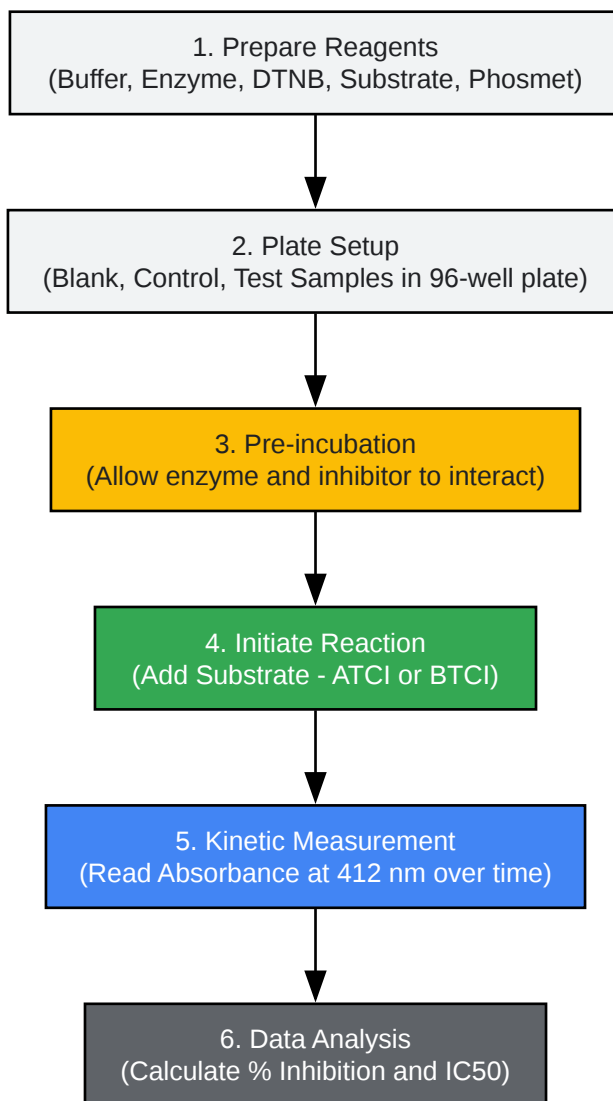 1. Prepare Reagents
(Buffer, Enzyme, DTNB, Substrate, Phosmet)
2. Plate Setup
(Blank, Control, Test Samples in 96-well plate)
3. Pre-incubation
(Allow enzyme and inhibitor to interact)
4. Initiate Reaction
(Add Substrate - ATCI or BTCI)
5. Kinetic Measurement
(Read Absorbance at 412 nm over time)
6. Data Analysis
(Calculate % Inhibition and IC50)